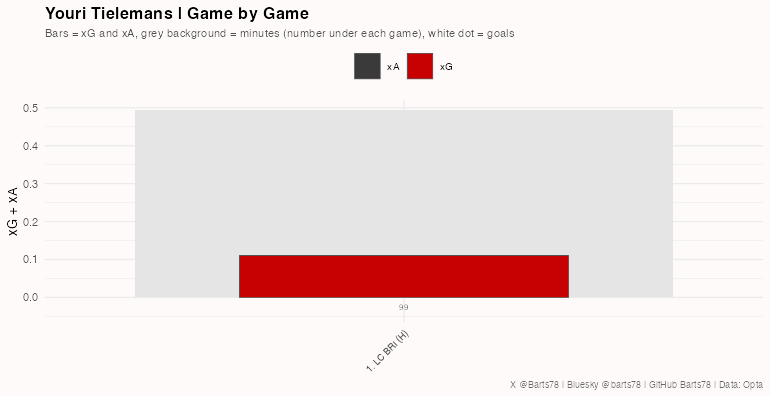 Youri Tielemans | Game by Game
Bars = xG and xA, grey background = minutes (number under each game), white dot = goals
xA xG
xG + xA
0.5
0.4
0.3
0.2
0.1
0.0
99
1. LC BRI (H)
X @Barts78 | Bluesky @barts78 | GitHub Barts78 | Data: Opta